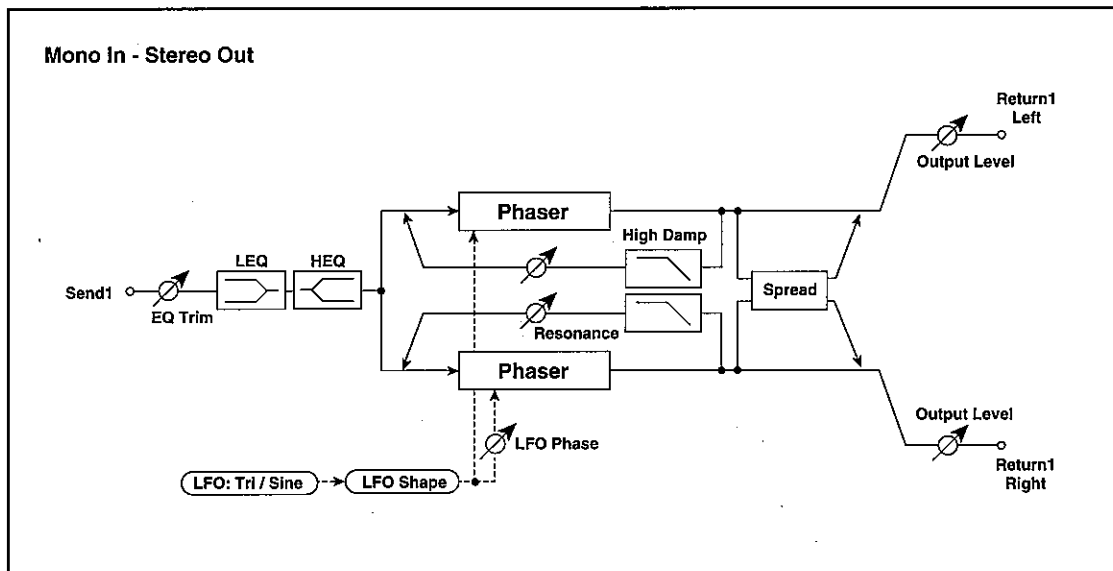 Mono In - Stereo Out
Return1
Left
Output Level
Phaser
High Damp
LEQ
HEQ
Send1
EQ Trim
Spread
Resonance
Phaser
Output Level
LFO Phase
LFO: Tri / Sine
LFO Shape
Return1
Right